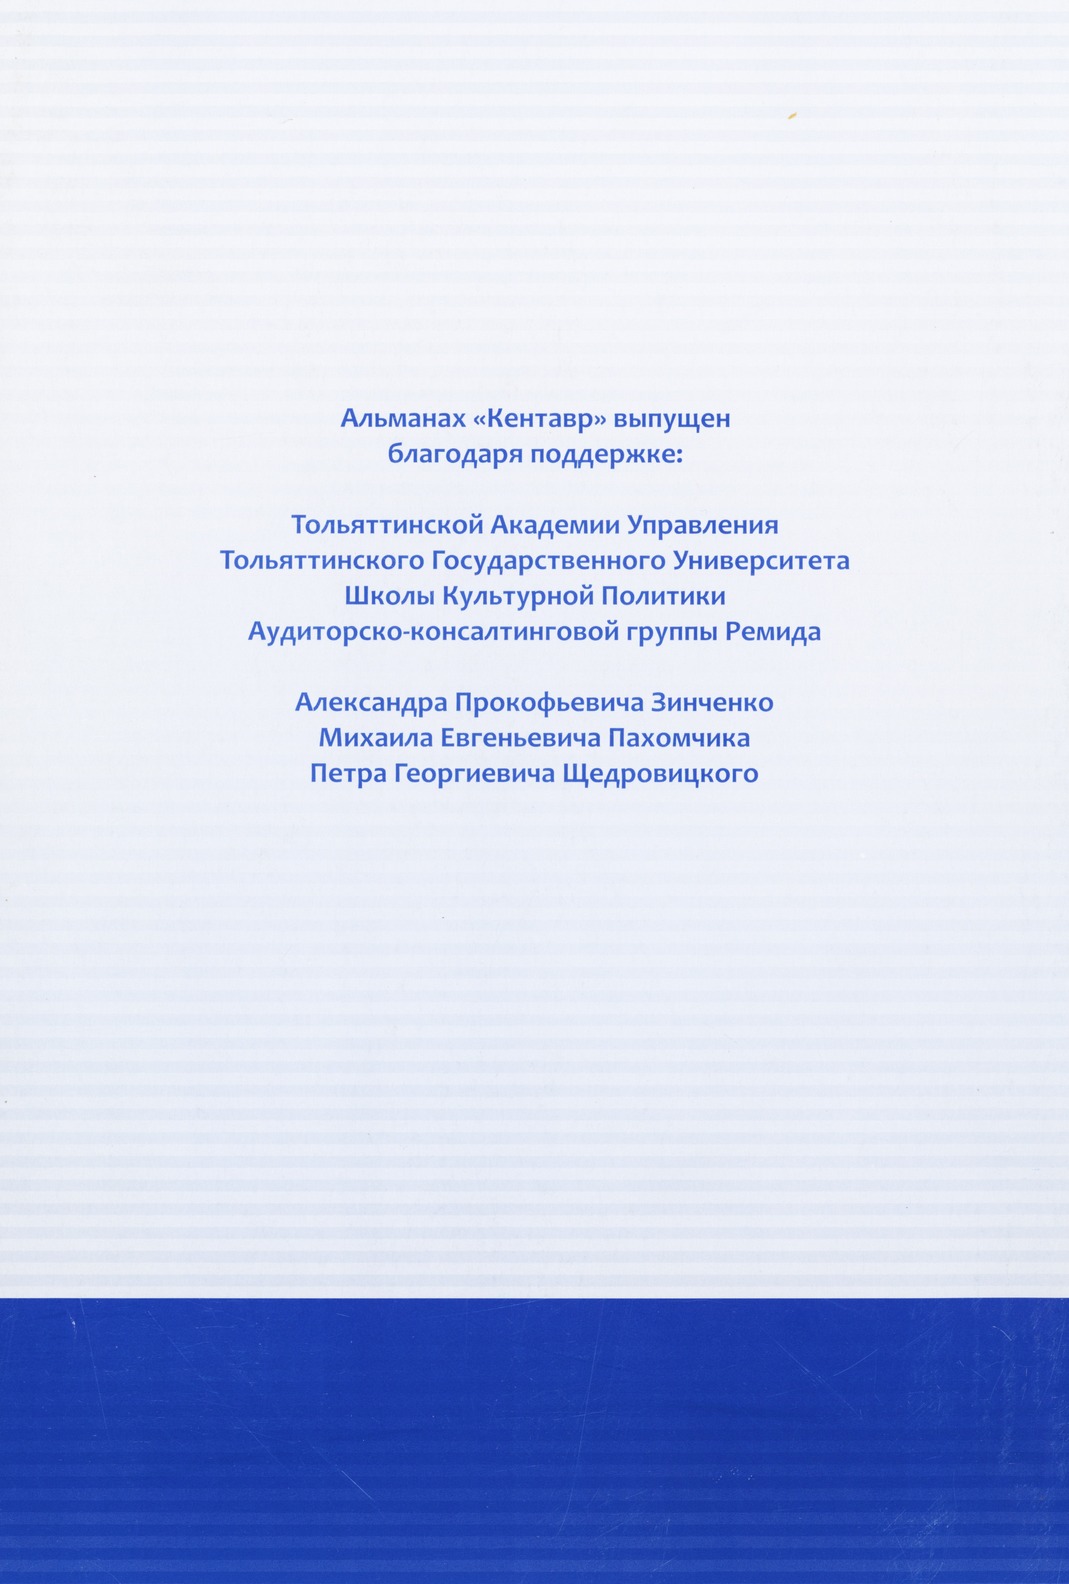 Альманах «Кентавр» выпущен
благодаря поддержке:
Тольяттинской Академии Управления
Тольяттинского Государственного Университета
Школы Культурной Политики
Аудиторско-консалтинговой группы Ремида
Александра Прокофьевича Зинченко
Михаила Евгеньевича Пахомчика
Петра Георгиевича Щедровицкого